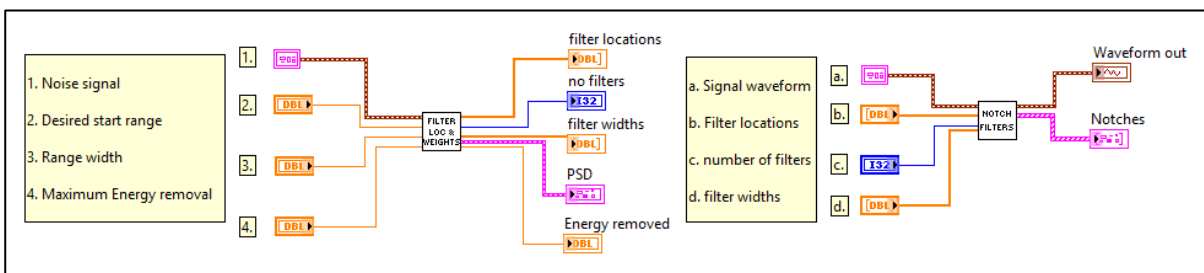 1. Noise signal
2. Desired start range
3. Range width
4. Maximum Energy removal
1.
2.
DBL
3.
DBL
4.
DBL
FILTER
LOC &
WEIGHTS
filter locations
DBL]
no filters
I32
filter widths
DBL]
PSD
Energy removed
DBL
a. Signal waveform
b. Filter locations
c. number of filters
d. filter widths
a.
b.
[DBL
c.
I32
d.
[DBL
NOTCH
FILTERS
Waveform out
Notches